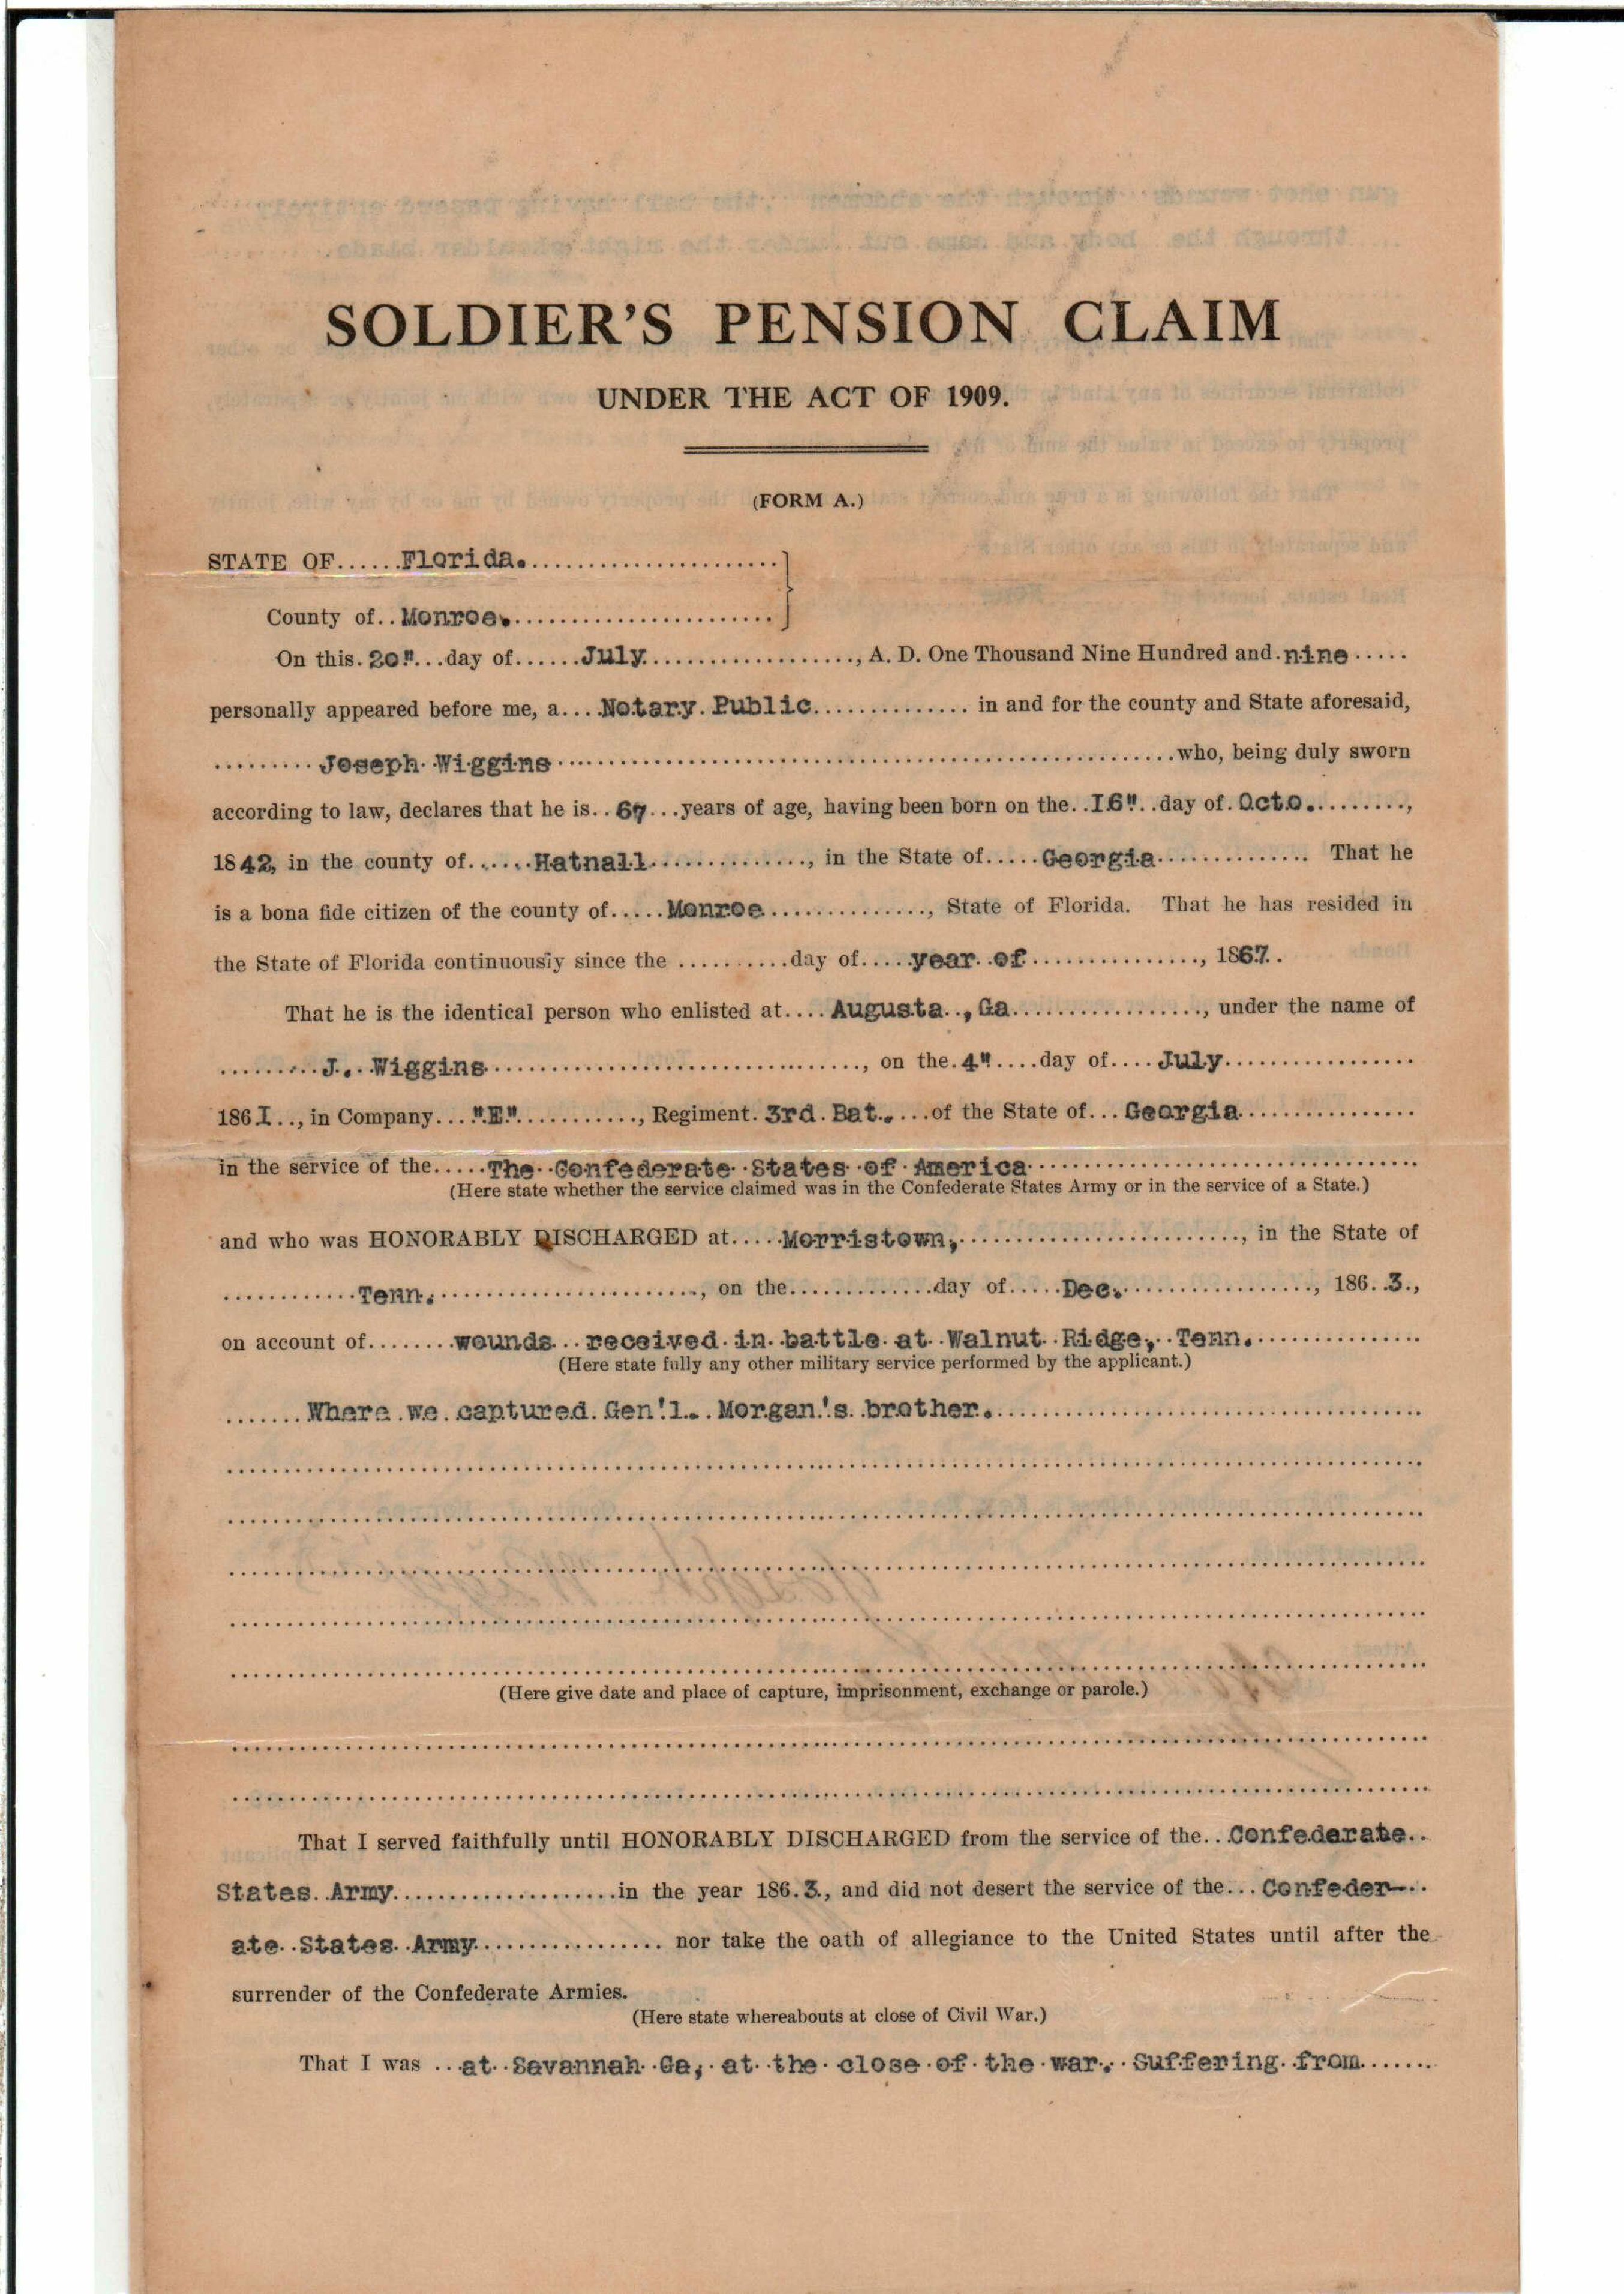 SOLDIER'S PENSION CLAIM
UNDER THE ACT OF 1909.
(FORM A.)
STATE OF......Florida.......................
County of..Monroe.......................
On this.20"...day of......July..................., A. D. One Thousand Nine Hundred and.nine.....
personally appeared before me, a....Notary.Public.............. in and for the county and State aforesaid,
.........Joseph Wiggins......................................................who, being duly sworn
according to law, declares that he is..67...years of age, having been born on the..I6"..day of.Octo.........,
1842, in the county of......Hatnall.............., in the State of.....Georgia.............. That he
is a bona fide citizen of the county of.....Monroe..............., State of Florida. That he has resided in
the State of Florida continuously since the ..........day of.....year of..............., 1867..
That he is the identical person who enlisted at....Augusta..,Ga................., under the name of
.........J. Wiggins................................., on the.4"....day of....July.................
186I.., in Company...."E"..........., Regiment.3rd.Bat.....of the State of...Georgia................
in the service of the.....The Confederate States of America...................................
(Here state whether the service claimed was in the Confederate States Army or in the service of a State.)
and who was HONORABLY DISCHARGED at.....Morristown,........................., in the State of
............Tenn........................, on the.............day of.....Dec.................., 186..3.,
on account of........wounds received in battle at Walnut Ridge, Tenn................
(Here state fully any other military service performed by the applicant.)
.......Where we captured Gen'l. Morgan's brother.......................................
(Here give date and place of capture, imprisonment, exchange or parole.)
That I served faithfully until HONORABLY DISCHARGED from the service of the...Confederate..
States Army....................in the year 186.3., and did not desert the service of the...Confeder-..
ate States Army................. nor take the oath of allegiance to the United States until after the
surrender of the Confederate Armies.
(Here state whereabouts at close of Civil War.)
That I was ...at Savannah Ga, at the close of the war. Suffering from.......